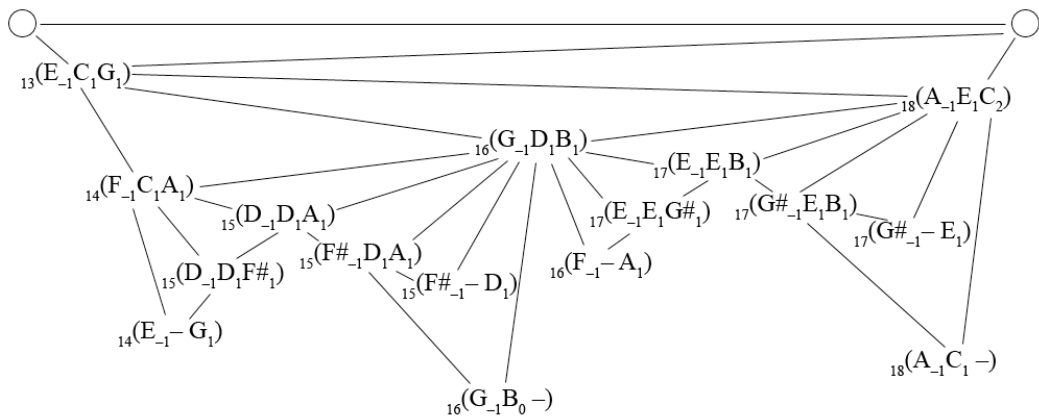 ₁₃(E₋₁C₁G₁)
₁₈(A₋₁E₁C₂)
₁₆(G₋₁D₁B₁)
₁₇(E₋₁E₁B₁)
₁₄(F₋₁C₁A₁)
₁₅(D₋₁D₁A₁)
₁₇(E₋₁E₁G#₁)
₁₇(G#₋₁E₁B₁)
₁₇(G#₋₁– E₁)
₁₅(F#₋₁D₁A₁)
₁₆(F₋₁– A₁)
₁₅(D₋₁D₁F#₁)
₁₅(F#₋₁– D₁)
₁₄(E₋₁– G₁)
₁₈(A₋₁C₁ –)
₁₆(G₋₁B₀ –)